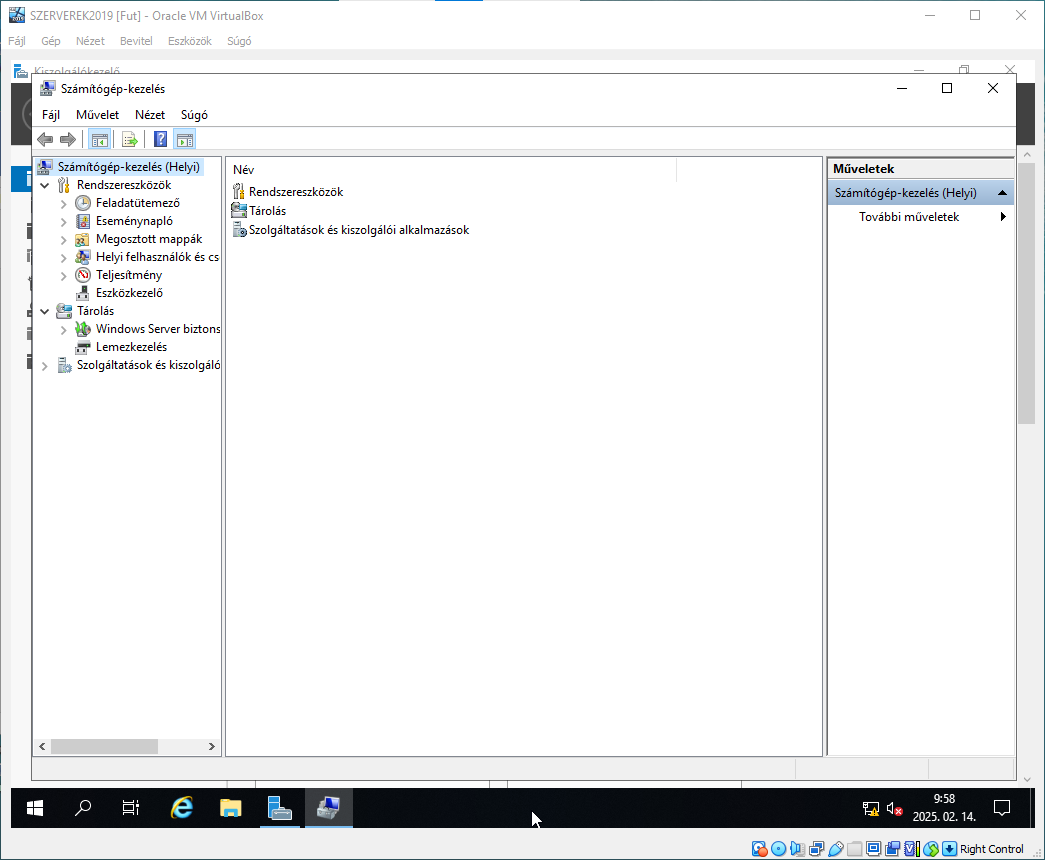 SZERVEREK2019 [Fut] - Oracle VM VirtualBox
Fájl Gép Nézet Bevitel Eszközök Súgó
Kiszolgálókezelő
Számítógép-kezelés
Fájl Művelet Nézet Súgó
Számítógép-kezelés (Helyi)
Rendszereszközök
Feladatütemező
Eseménynapló
Megosztott mappák
Helyi felhasználók és cs
Teljesítmény
Eszközkezelő
Tárolás
Windows Server biztons
Lemezkezelés
Szolgáltatások és kiszolgáló
Név
Rendszereszközök
Tárolás
Szolgáltatások és kiszolgálói alkalmazások
Műveletek
Számítógép-kezelés (Helyi)
További műveletek
9:58
2025. 02. 14.
Right Control